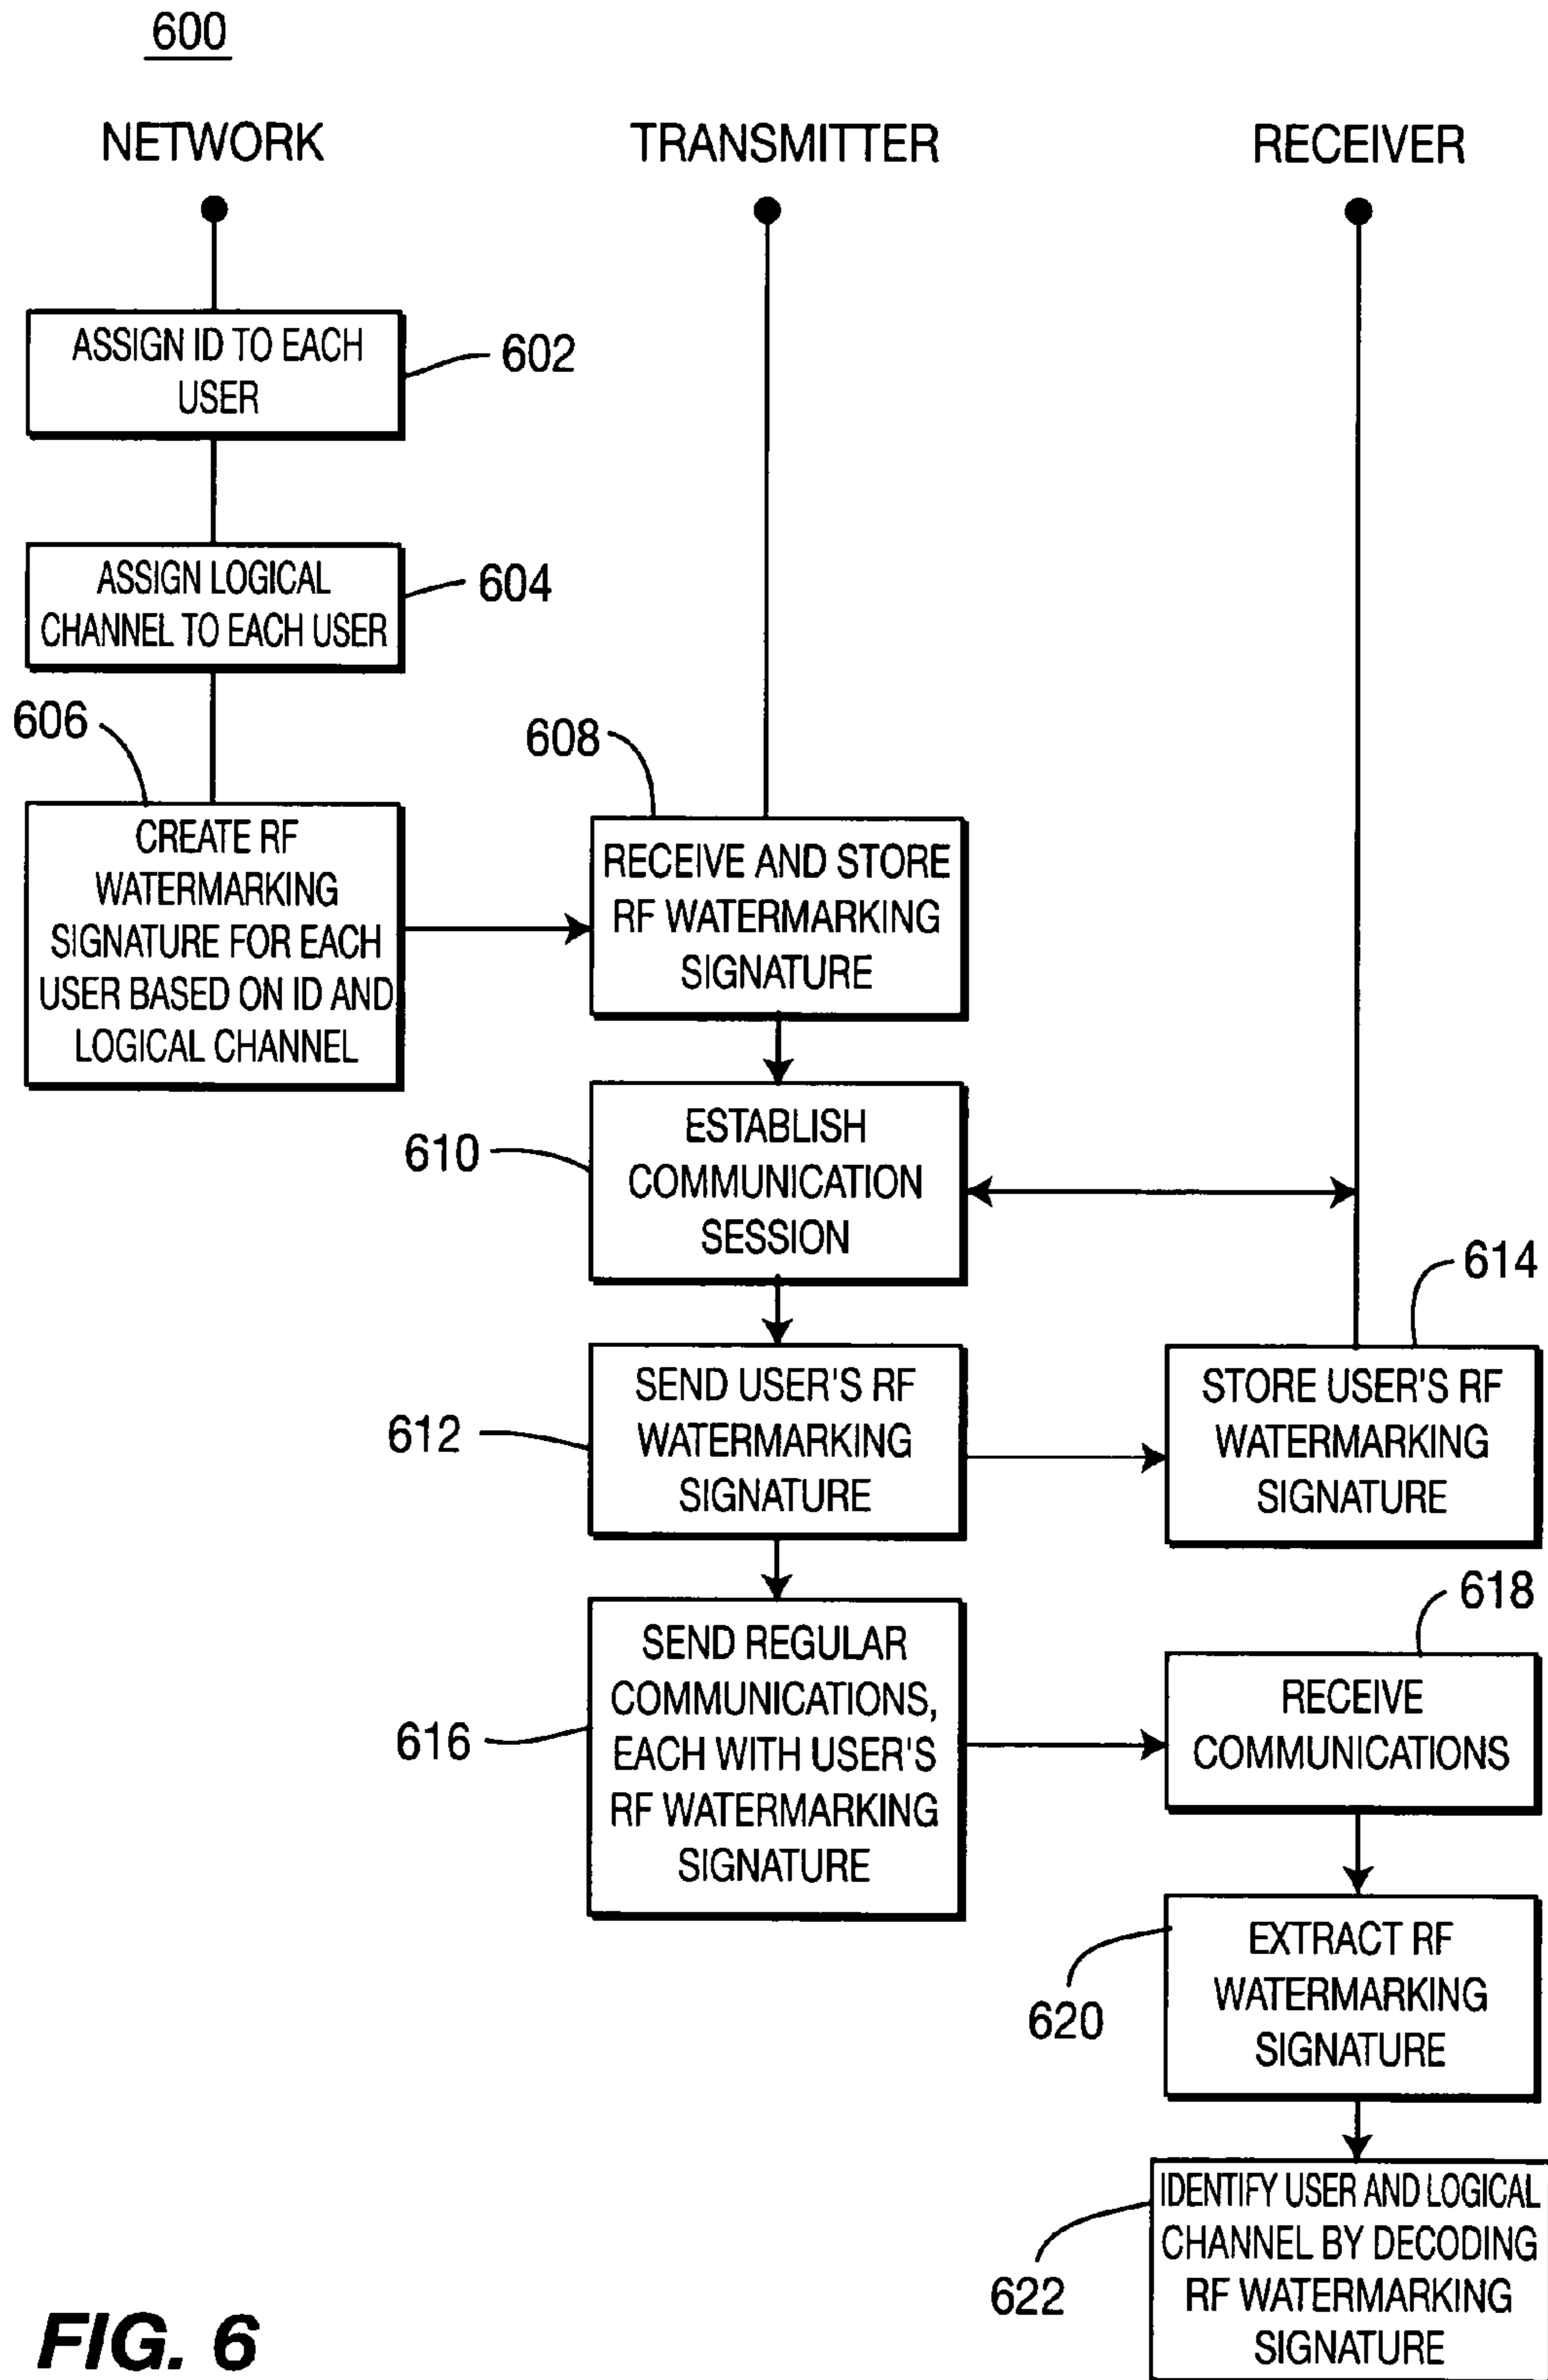 600
NETWORK
TRANSMITTER
RECEIVER
ASSIGN ID TO EACH
USER
602
ASSIGN LOGICAL
CHANNEL TO EACH USER
604
606
CREATE RF
WATERMARKING
SIGNATURE FOR EACH
USER BASED ON ID AND
LOGICAL CHANNEL
608
RECEIVE AND STORE
RF WATERMARKING
SIGNATURE
610
ESTABLISH
COMMUNICATION
SESSION
612
SEND USER'S RF
WATERMARKING
SIGNATURE
614
STORE USER'S RF
WATERMARKING
SIGNATURE
616
SEND REGULAR
COMMUNICATIONS,
EACH WITH USER'S
RF WATERMARKING
SIGNATURE
618
RECEIVE
COMMUNICATIONS
620
EXTRACT RF
WATERMARKING
SIGNATURE
622
IDENTIFY USER AND LOGICAL
CHANNEL BY DECODING
RF WATERMARKING
SIGNATURE
FIG. 6